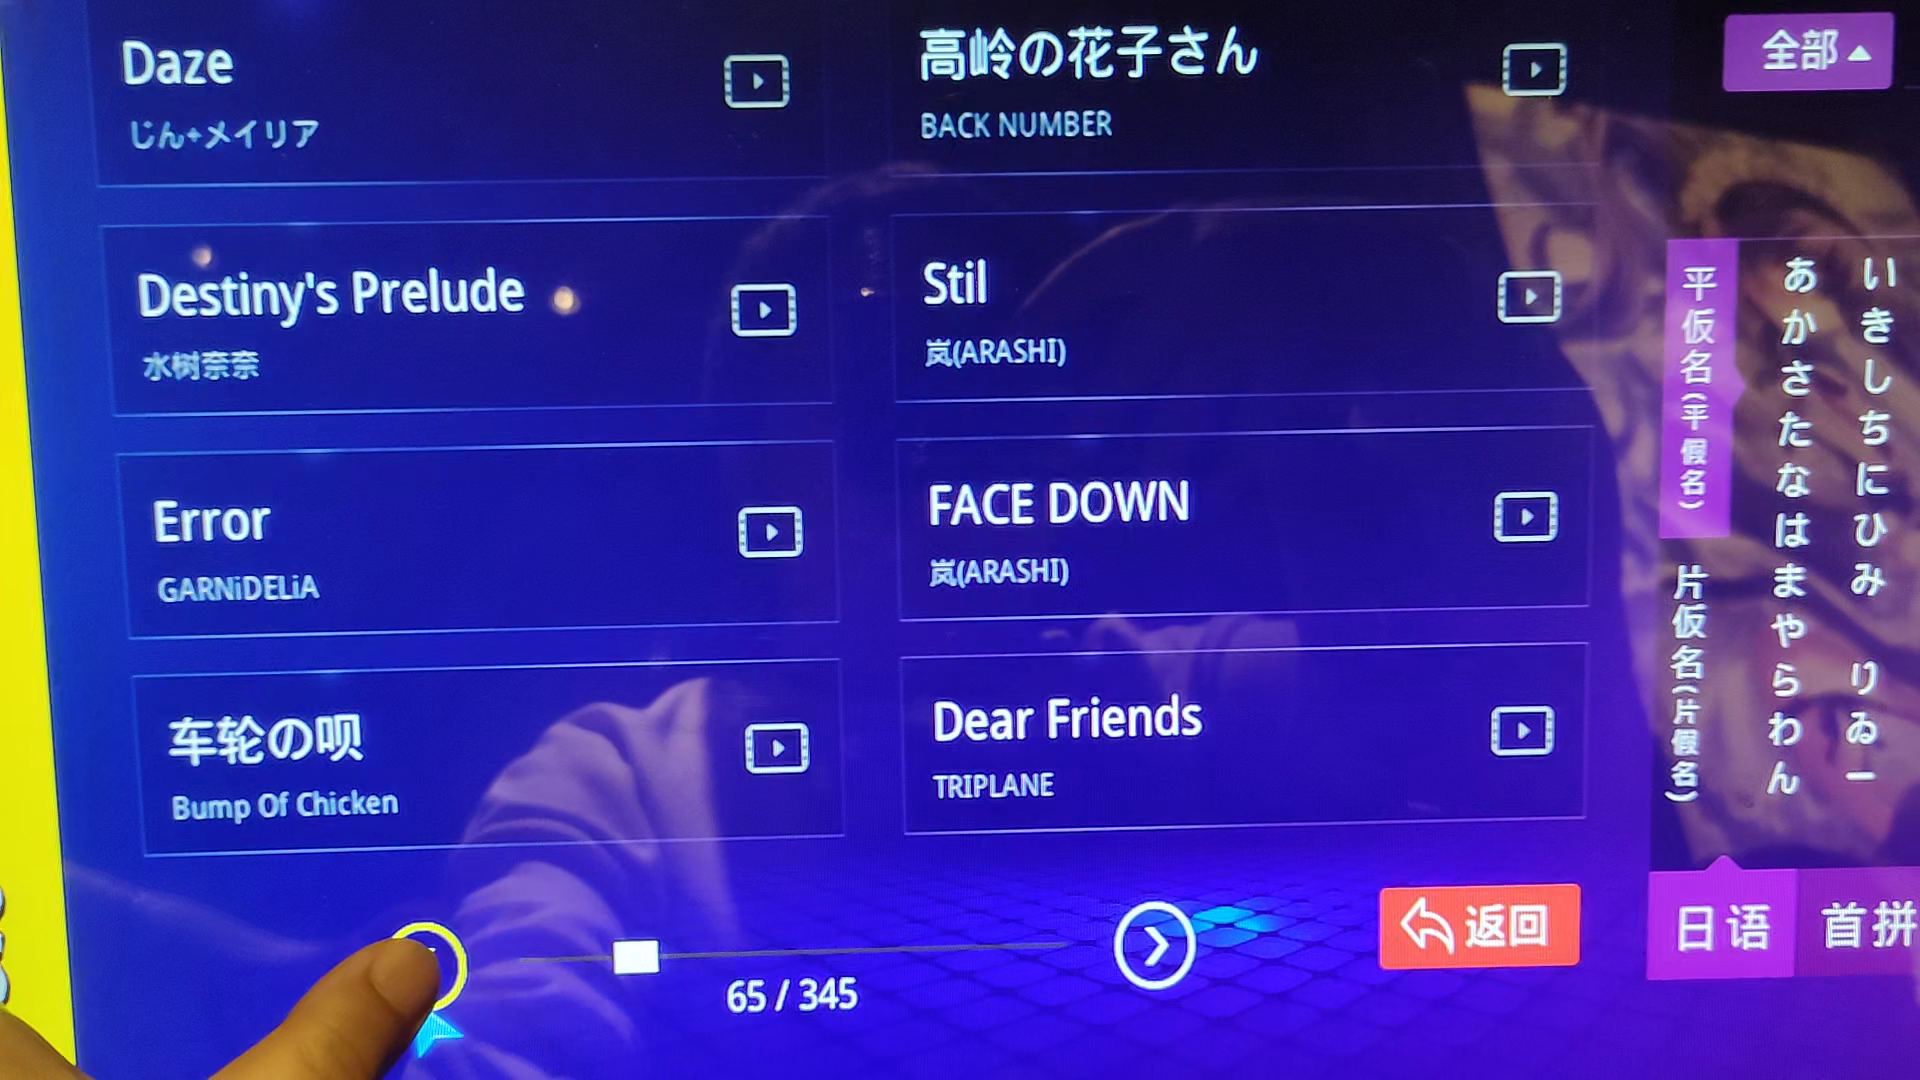 Daze
じん+メイリア
高岭の花子さん
BACK NUMBER
Destiny's Prelude
水树奈奈
Stil
岚(ARASHI)
Error
GARNiDELiA
FACE DOWN
岚(ARASHI)
车轮の呗
Bump Of Chicken
Dear Friends
TRIPLANE
65 / 345
返回
全部
平仮名(平假名)
片仮名(片假名)
あかさたなはまやらわん
いきしちにひみ りゐー
日语
首拼